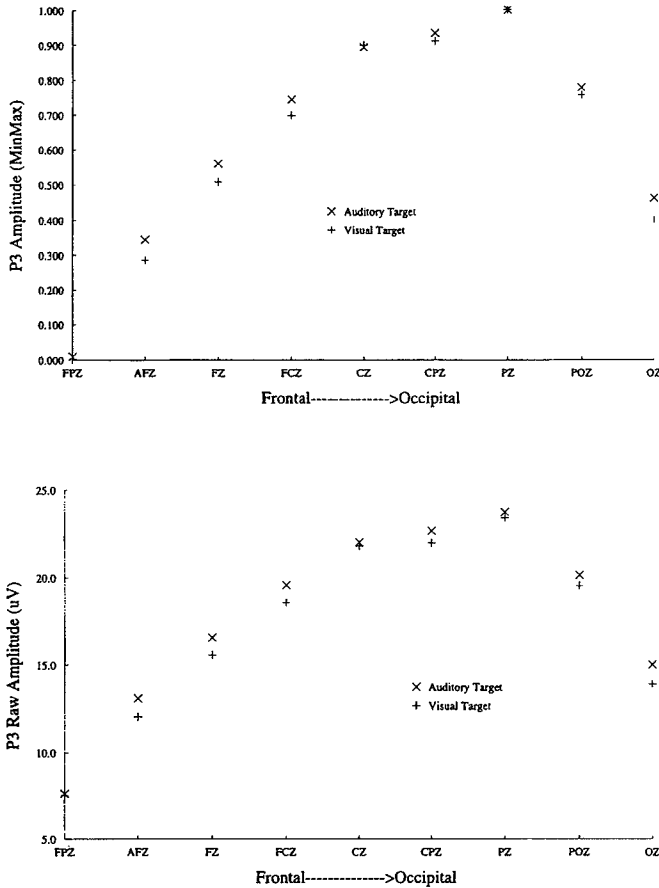 1.000
0.900
0.800
0.700
0.600
0.500
0.400
0.300
0.200
0.100
0.000
P3 Amplitude (MinMax)
Auditory Target
Visual Target
FPZ AFZ FZ FCZ CZ CPZ PZ POZ OZ
Frontal-------------->Occipital
25.0
20.0
15.0
10.0
5.0
P3 Raw Amplitude (uV)
Auditory Target
Visual Target
FPZ AFZ FZ FCZ CZ CPZ PZ POZ OZ
Frontal-------------->Occipital